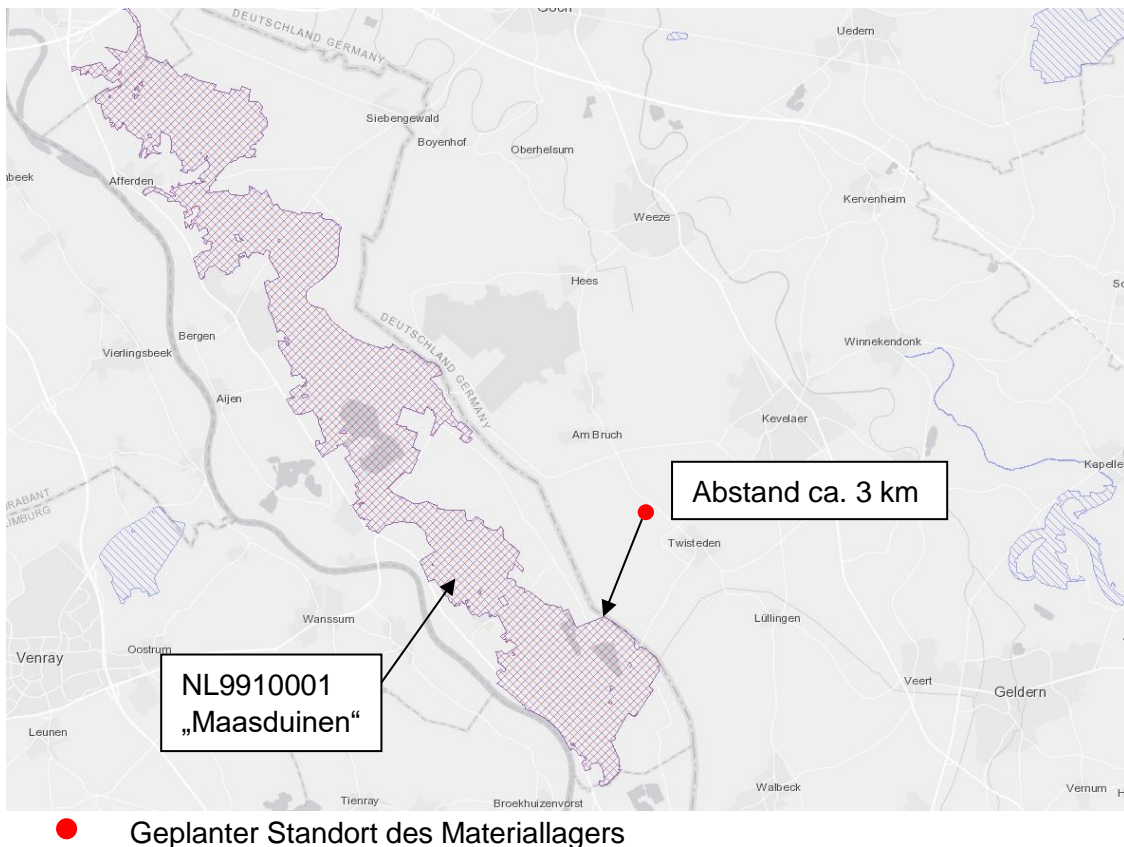 Goch
Uedem
DEUTSCHLAND GERMANY
Siebengewald
Boyenhof
Oberhelsum
beek
Afferden
Kervenheim
Weeze
Hees
DEUTSCHLAND GERMANY
Bergen
Vierlingsbeek
Winnekendonk
Aijen
Kevelaer
Am Bruch
Kapelle
Abstand ca. 3 km
LIMBURG
Twisteden
Wanssum
Lüllingen
Oostrum
Venray
NL9910001
„Maasduinen“
Veert
Geldern
Leunen
Walbeck
Vernum
Tienray
Broekhuizenvorst
Geplanter Standort des Materiallagers